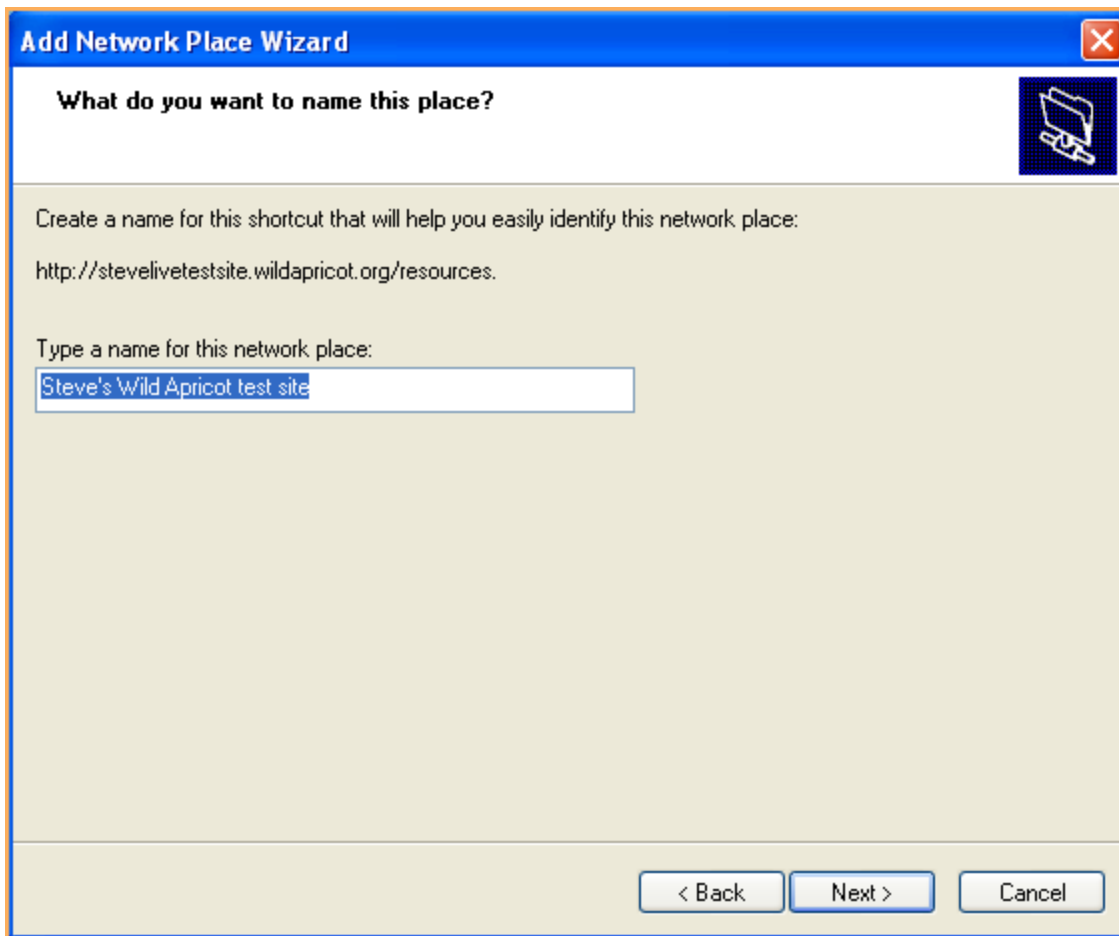 Add Network Place Wizard
What do you want to name this place?
Create a name for this shortcut that will help you easily identify this network place:
http://stevelivetestsite.wildapricot.org/resources.
Type a name for this network place:
Steve's Wild Apricot test site
< Back
Next >
Cancel